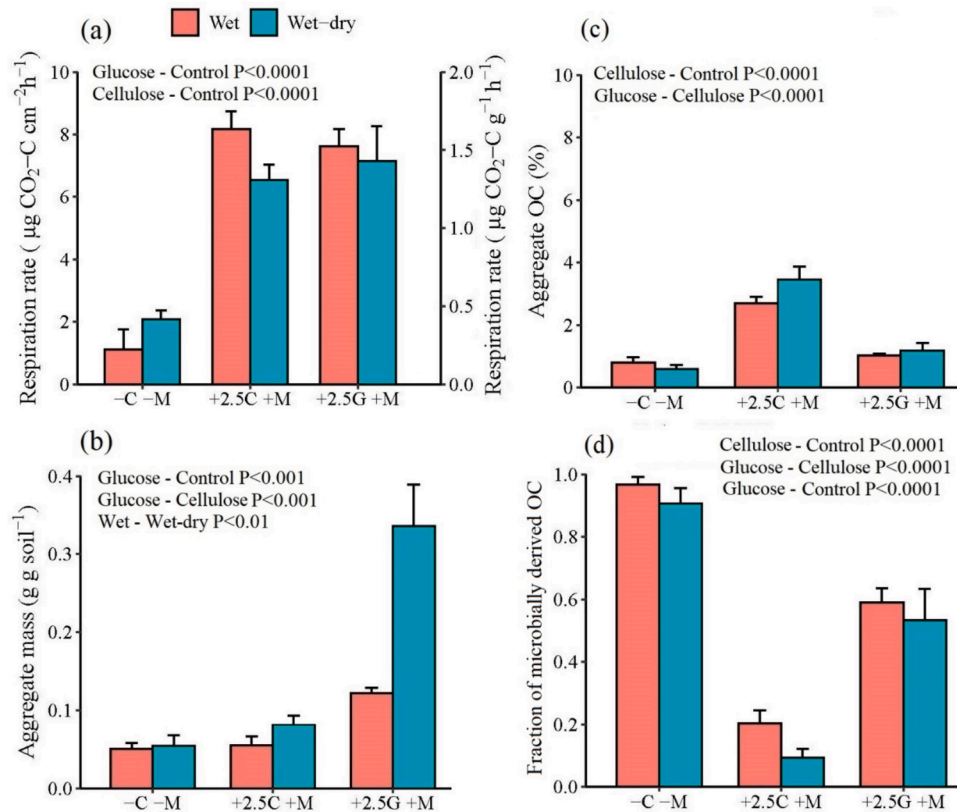 (a)
Wet
Wet−dry
Glucose - Control P<0.0001
Cellulose - Control P<0.0001
Respiration rate ( µg CO₂−C cm⁻²h⁻¹)
10
8
6
4
2
0
Respiration rate ( µg CO₂−C g⁻¹ h⁻¹)
2.0
1.5
1.0
0.5
0.0
−C −M
+2.5C +M
+2.5G +M
(b)
Glucose - Control P<0.001
Glucose - Cellulose P<0.001
Wet - Wet-dry P<0.01
Aggregate mass (g g soil⁻¹)
0.4
0.3
0.2
0.1
0.0
−C −M
+2.5C +M
+2.5G +M
(c)
Cellulose - Control P<0.0001
Glucose - Cellulose P<0.0001
Aggregate OC (%)
10
8
6
4
2
0
−C −M
+2.5C +M
+2.5G +M
(d)
Cellulose - Control P<0.0001
Glucose - Cellulose P<0.0001
Glucose - Control P<0.0001
Fraction of microbially derived OC
1.0
0.8
0.6
0.4
0.2
0.0
−C −M
+2.5C +M
+2.5G +M